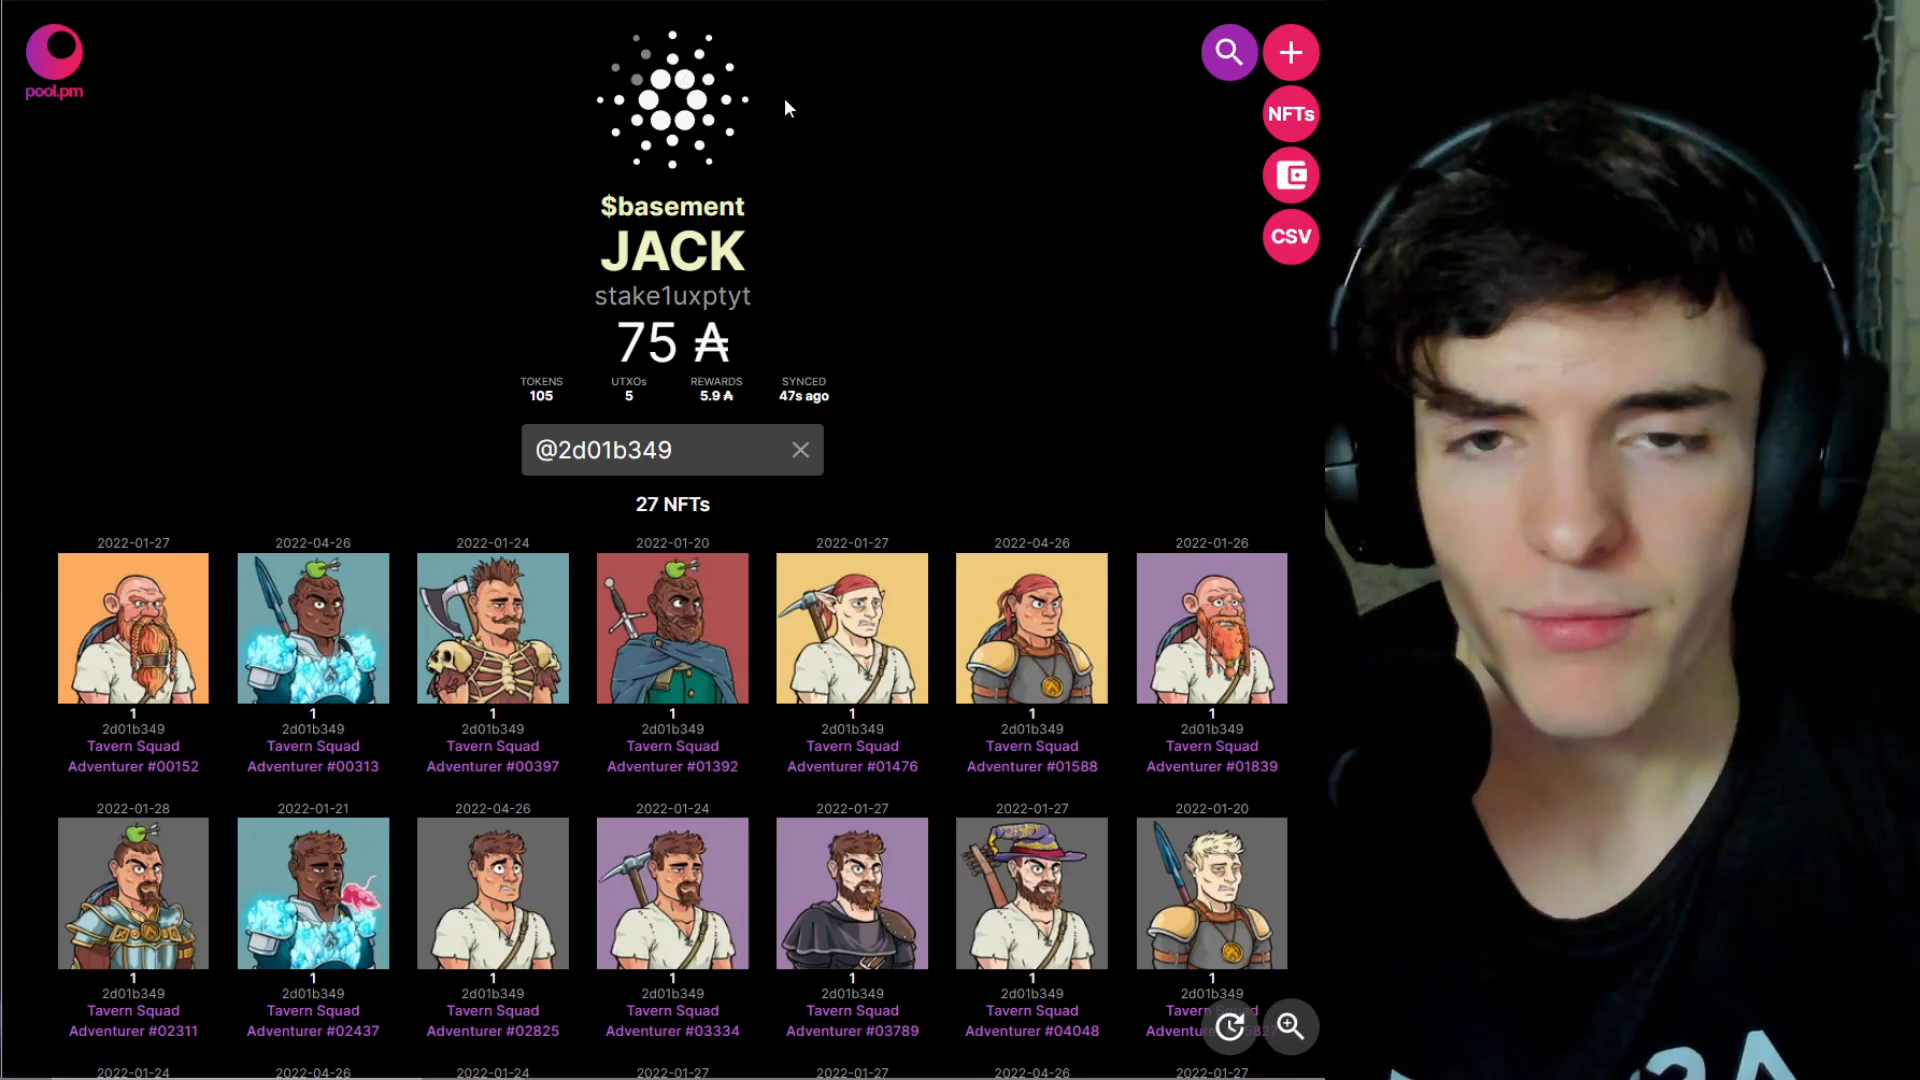 pool.pm
NFTs
CSV
$basement
JACK
stake1uxptyt
75 ₳
TOKENS UTXOs REWARDS SYNCED
105 5 5.9 ₳ 47s ago
@2d01b349
27 NFTs
2022-01-27 2022-04-26 2022-01-24 2022-01-20 2022-01-27 2022-04-26 2022-01-26
1 1 1 1 1 1 1
2d01b349 2d01b349 2d01b349 2d01b349 2d01b349 2d01b349 2d01b349
Tavern Squad Tavern Squad Tavern Squad Tavern Squad Tavern Squad Tavern Squad Tavern Squad
Adventurer #00152 Adventurer #00313 Adventurer #00397 Adventurer #01392 Adventurer #01476 Adventurer #01588 Adventurer #01839
2022-01-28 2022-01-21 2022-04-26 2022-01-24 2022-01-27 2022-01-27 2022-01-20
1 1 1 1 1 1 1
2d01b349 2d01b349 2d01b349 2d01b349 2d01b349 2d01b349 2d01b349
Tavern Squad Tavern Squad Tavern Squad Tavern Squad Tavern Squad Tavern Squad Tavern
Adventurer #02311 Adventurer #02437 Adventurer #02825 Adventurer #03334 Adventurer #03789 Adventurer #04048
2022-01-24 2022-04-26 2022-01-24 2022-01-27 2022-01-27 2022-04-26 2022-01-27